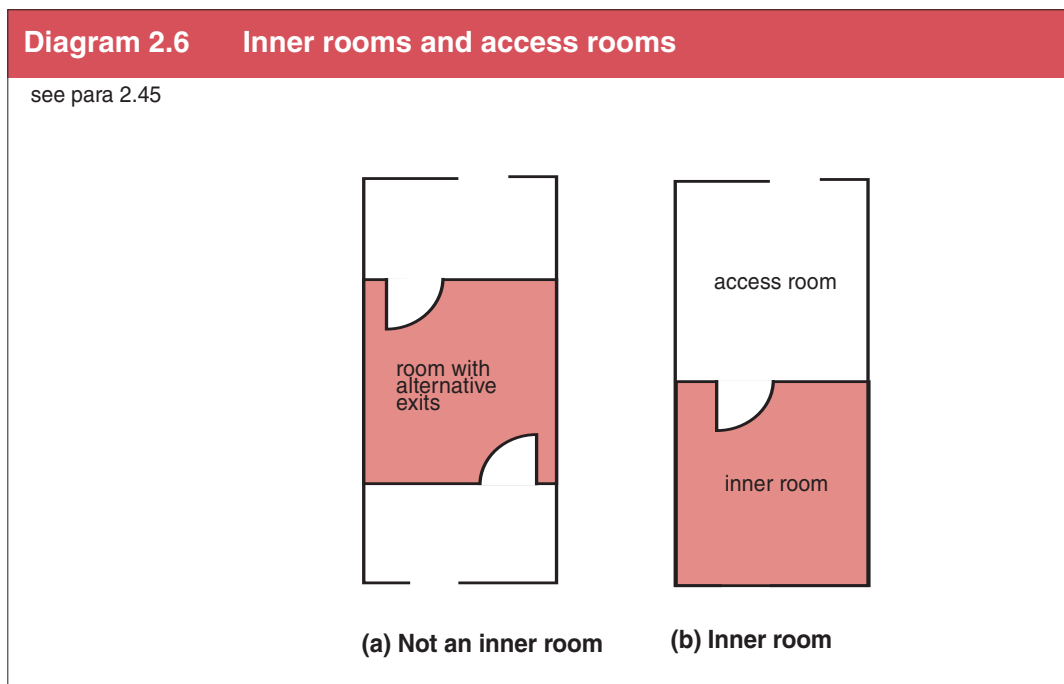 Diagram 2.6 Inner rooms and access rooms
see para 2.45
room with
alternative
exits
access room
inner room
(a) Not an inner room
(b) Inner room